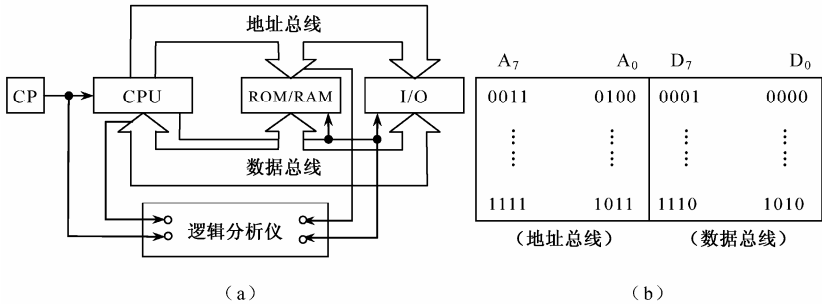 地址总线
CP
CPU
ROM/RAM
I/O
数据总线
逻辑分析仪
(a)
A7 A0 D7 D0
0011 0100 0001 0000
1111 1011 1110 1010
(地址总线) (数据总线)
(b)